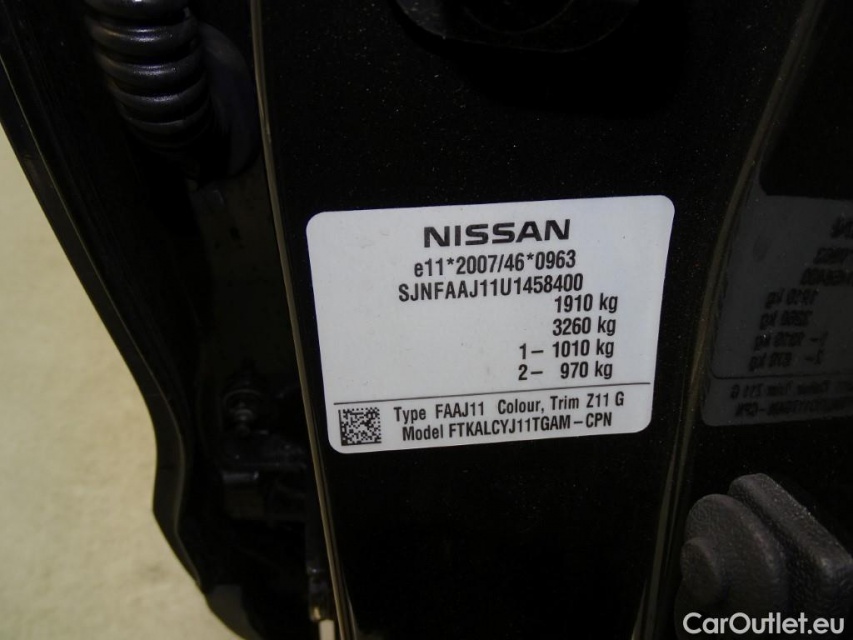 NISSAN
e11*2007/46*0963
SJNFAAJ11U1458400
1910 kg
3260 kg
1– 1010 kg
2– 970 kg
Type FAAJ11 Colour, Trim Z11 G
Model FTKALCYJ11TGAM–CPN
CarOutlet.eu